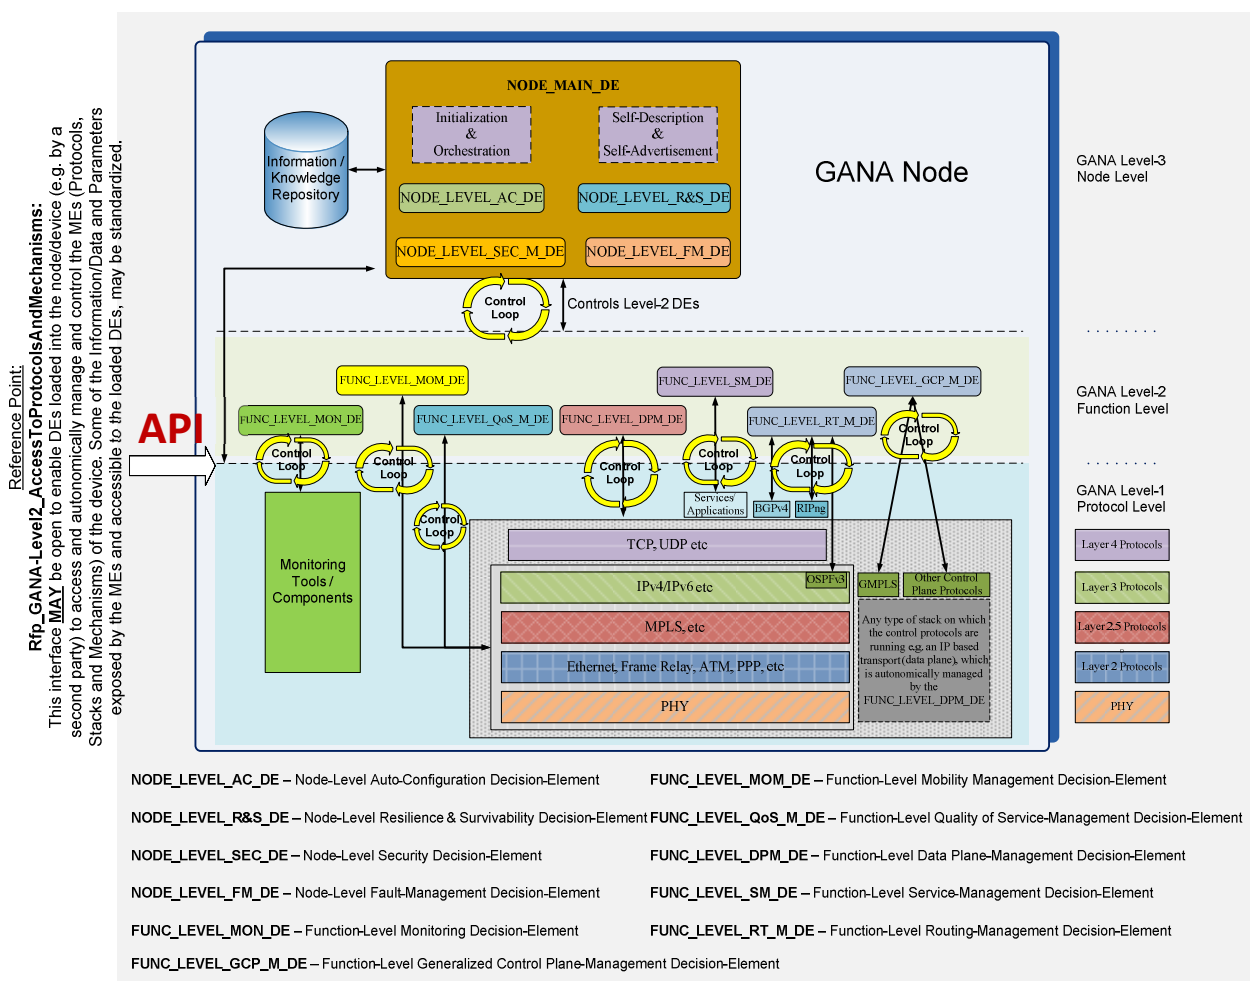 Reference Point:
Rfp_GANA-Level2_AccessToProtocolsAndMechanisms:
This interface MAY be open to enable DEs loaded into the node/device (e.g. by a
second party) to access and autonomically manage and control the MEs (Protocols,
Stacks and Mechanisms) of the device. Some of the Information/Data and Parameters
exposed by the MEs and accessible to the loaded DEs, may be standardized.
API
GANA Node
NODE_MAIN_DE
Initialization
&
Orchestration
Self-Description
&
Self-Advertisement
Information /
Knowledge
Repository
NODE_LEVEL_AC_DE
NODE_LEVEL_R&S_DE
NODE_LEVEL_SEC_M_DE
NODE_LEVEL_FM_DE
Control
Loop
Controls Level-2 DEs
GANA Level-3
Node Level
. . . . . . . .
FUNC_LEVEL_MOM_DE
FUNC_LEVEL_SM_DE
FUNC_LEVEL_GCP_M_DE
FUNC_LEVEL_MON_DE
FUNC_LEVEL_QoS_M_DE
FUNC_LEVEL_DPM_DE
FUNC_LEVEL_RT_M_DE
GANA Level-2
Function Level
. . . . . . . .
Control
Loop
Control
Loop
Control
Loop
Control
Loop
Control
Loop
Control
Loop
Control
Loop
Services/
Applications
BGPv4
RIPng
GANA Level-1
Protocol Level
Monitoring
Tools /
Components
TCP, UDP etc
IPv4/IPv6 etc
OSPFv3
MPLS, etc
Ethernet, Frame Relay, ATM, PPP, etc
PHY
GMPLS
Other Control
Plane Protocols
Any type of stack on which
the control protocols are
running e.g. an IP based
transport (data plane), which
is autonomically managed
by the
FUNC_LEVEL_DPM_DE
Layer 4 Protocols
Layer 3 Protocols
Layer 2.5 Protocols
Layer 2 Protocols
PHY
NODE_LEVEL_AC_DE – Node-Level Auto-Configuration Decision-Element
NODE_LEVEL_R&S_DE – Node-Level Resilience & Survivability Decision-Element
NODE_LEVEL_SEC_DE – Node-Level Security Decision-Element
NODE_LEVEL_FM_DE – Node-Level Fault-Management Decision-Element
FUNC_LEVEL_MON_DE – Function-Level Monitoring Decision-Element
FUNC_LEVEL_GCP_M_DE – Function-Level Generalized Control Plane-Management Decision-Element
FUNC_LEVEL_MOM_DE – Function-Level Mobility Management Decision-Element
FUNC_LEVEL_QoS_M_DE – Function-Level Quality of Service-Management Decision-Element
FUNC_LEVEL_DPM_DE – Function-Level Data Plane-Management Decision-Element
FUNC_LEVEL_SM_DE – Function-Level Service-Management Decision-Element
FUNC_LEVEL_RT_M_DE – Function-Level Routing-Management Decision-Element